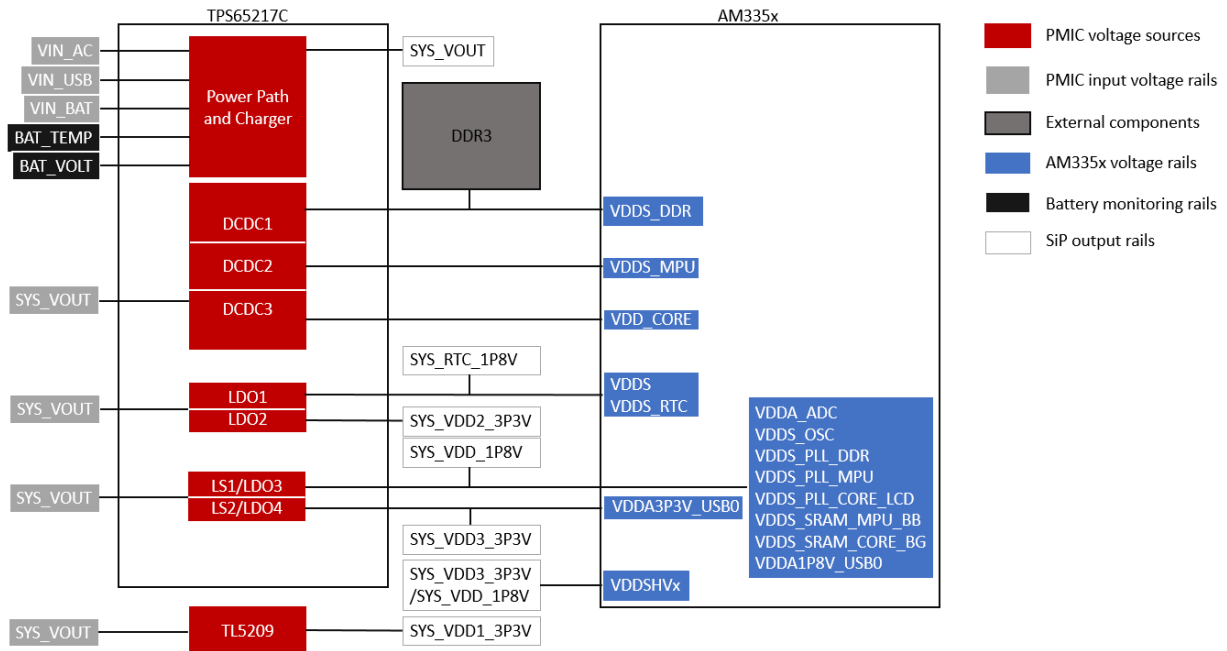 TPS65217C
AM335x
VIN_AC
VIN_USB
VIN_BAT
BAT_TEMP
BAT_VOLT
Power Path
and Charger
SYS_VOUT
DDR3
DCDC1
VDDS_DDR
DCDC2
VDDS_MPU
SYS_VOUT
DCDC3
VDD_CORE
SYS_RTC_1P8V
SYS_VOUT
LDO1
LDO2
VDDS
VDDS_RTC
SYS_VDD2_3P3V
SYS_VDD_1P8V
SYS_VOUT
LS1/LDO3
LS2/LDO4
VDDA3P3V_USB0
VDDA_ADC
VDDS_OSC
VDDS_PLL_DDR
VDDS_PLL_MPU
VDDS_PLL_CORE_LCD
VDDS_SRAM_MPU_BB
VDDS_SRAM_CORE_BG
VDDA1P8V_USB0
SYS_VDD3_3P3V
SYS_VDD3_3P3V
/SYS_VDD_1P8V
VDDSHVx
SYS_VOUT
TL5209
SYS_VDD1_3P3V
PMIC voltage sources
PMIC input voltage rails
External components
AM335x voltage rails
Battery monitoring rails
SiP output rails